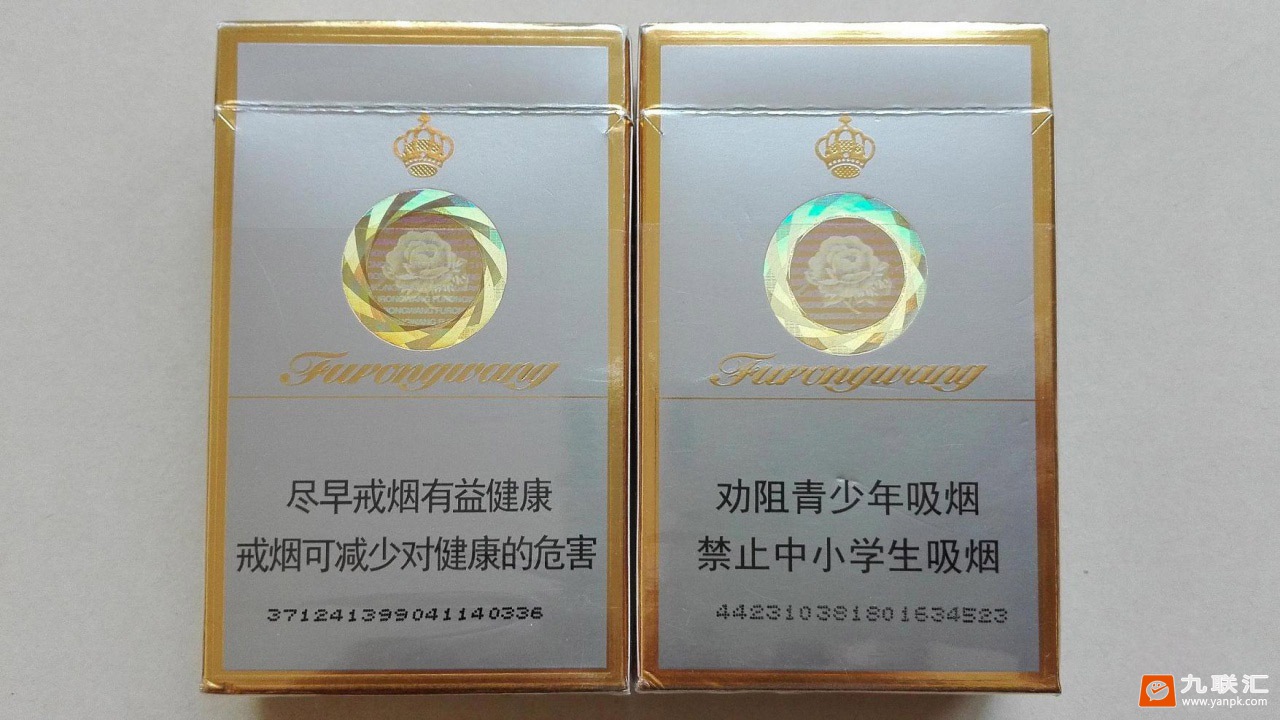 Furongwang
尽早戒烟有益健康
戒烟可减少对健康的危害
3712413990411403​36
Furongwang
劝阻青少年吸烟
禁止中小学生吸烟
442310381801634523
九联汇
www.yanpk.com